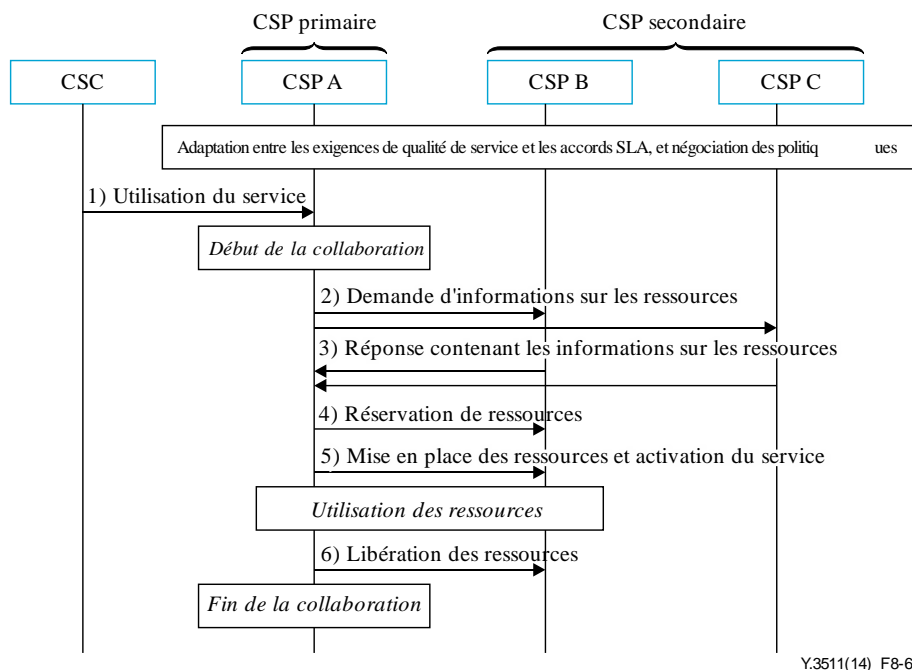 CSP primaire CSP secondaire
CSC CSP A CSP B CSP C
Adaptation entre les exigences de qualité de service et les accords SLA, et négociation des politiq ues
1) Utilisation du service
Début de la collaboration
2) Demande d'informations sur les ressources
3) Réponse contenant les informations sur les ressources
4) Réservation de ressources
5) Mise en place des ressources et activation du service
Utilisation des ressources
6) Libération des ressources
Fin de la collaboration
Y.3511(14)_F8-6